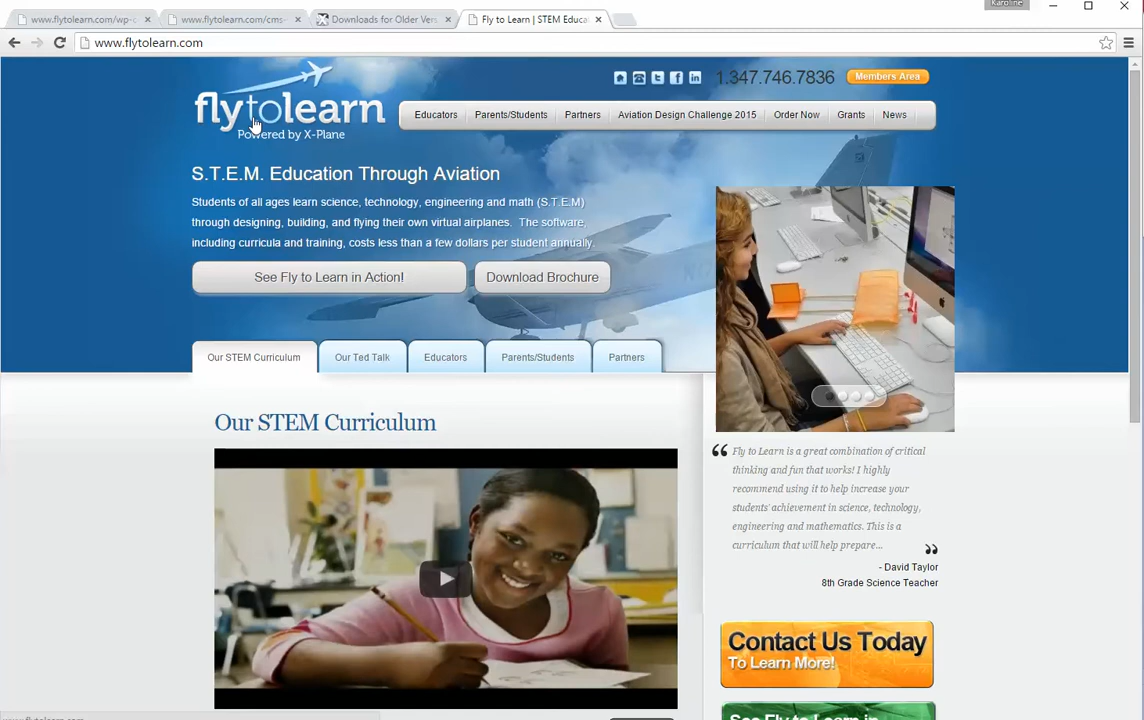 Karoline
www.flytolearn.com/wp-c
www.flytolearn.com/cms-
Downloads for Older Ver
Fly to Learn | STEM Educa
www.flytolearn.com
flytolearn
Powered by X-Plane
1.347.746.7836
Members Area
Educators
Parents/Students
Partners
Aviation Design Challenge 2015
Order Now
Grants
News
S.T.E.M. Education Through Aviation
Students of all ages learn science, technology, engineering and math (S.T.E.M)
through designing, building, and flying their own virtual airplanes. The software,
including curricula and training, costs less than a few dollars per student annually.
See Fly to Learn in Action!
Download Brochure
Our STEM Curriculum
Our Ted Talk
Educators
Parents/Students
Partners
Our STEM Curriculum
“ Fly to Learn is a great combination of critical
thinking and fun that works! I highly
recommend using it to help increase your
students' achievement in science, technology,
engineering and mathematics. This is a
curriculum that will help prepare... ”
- David Taylor
8th Grade Science Teacher
Contact Us Today
To Learn More!
See Fly to Learn in